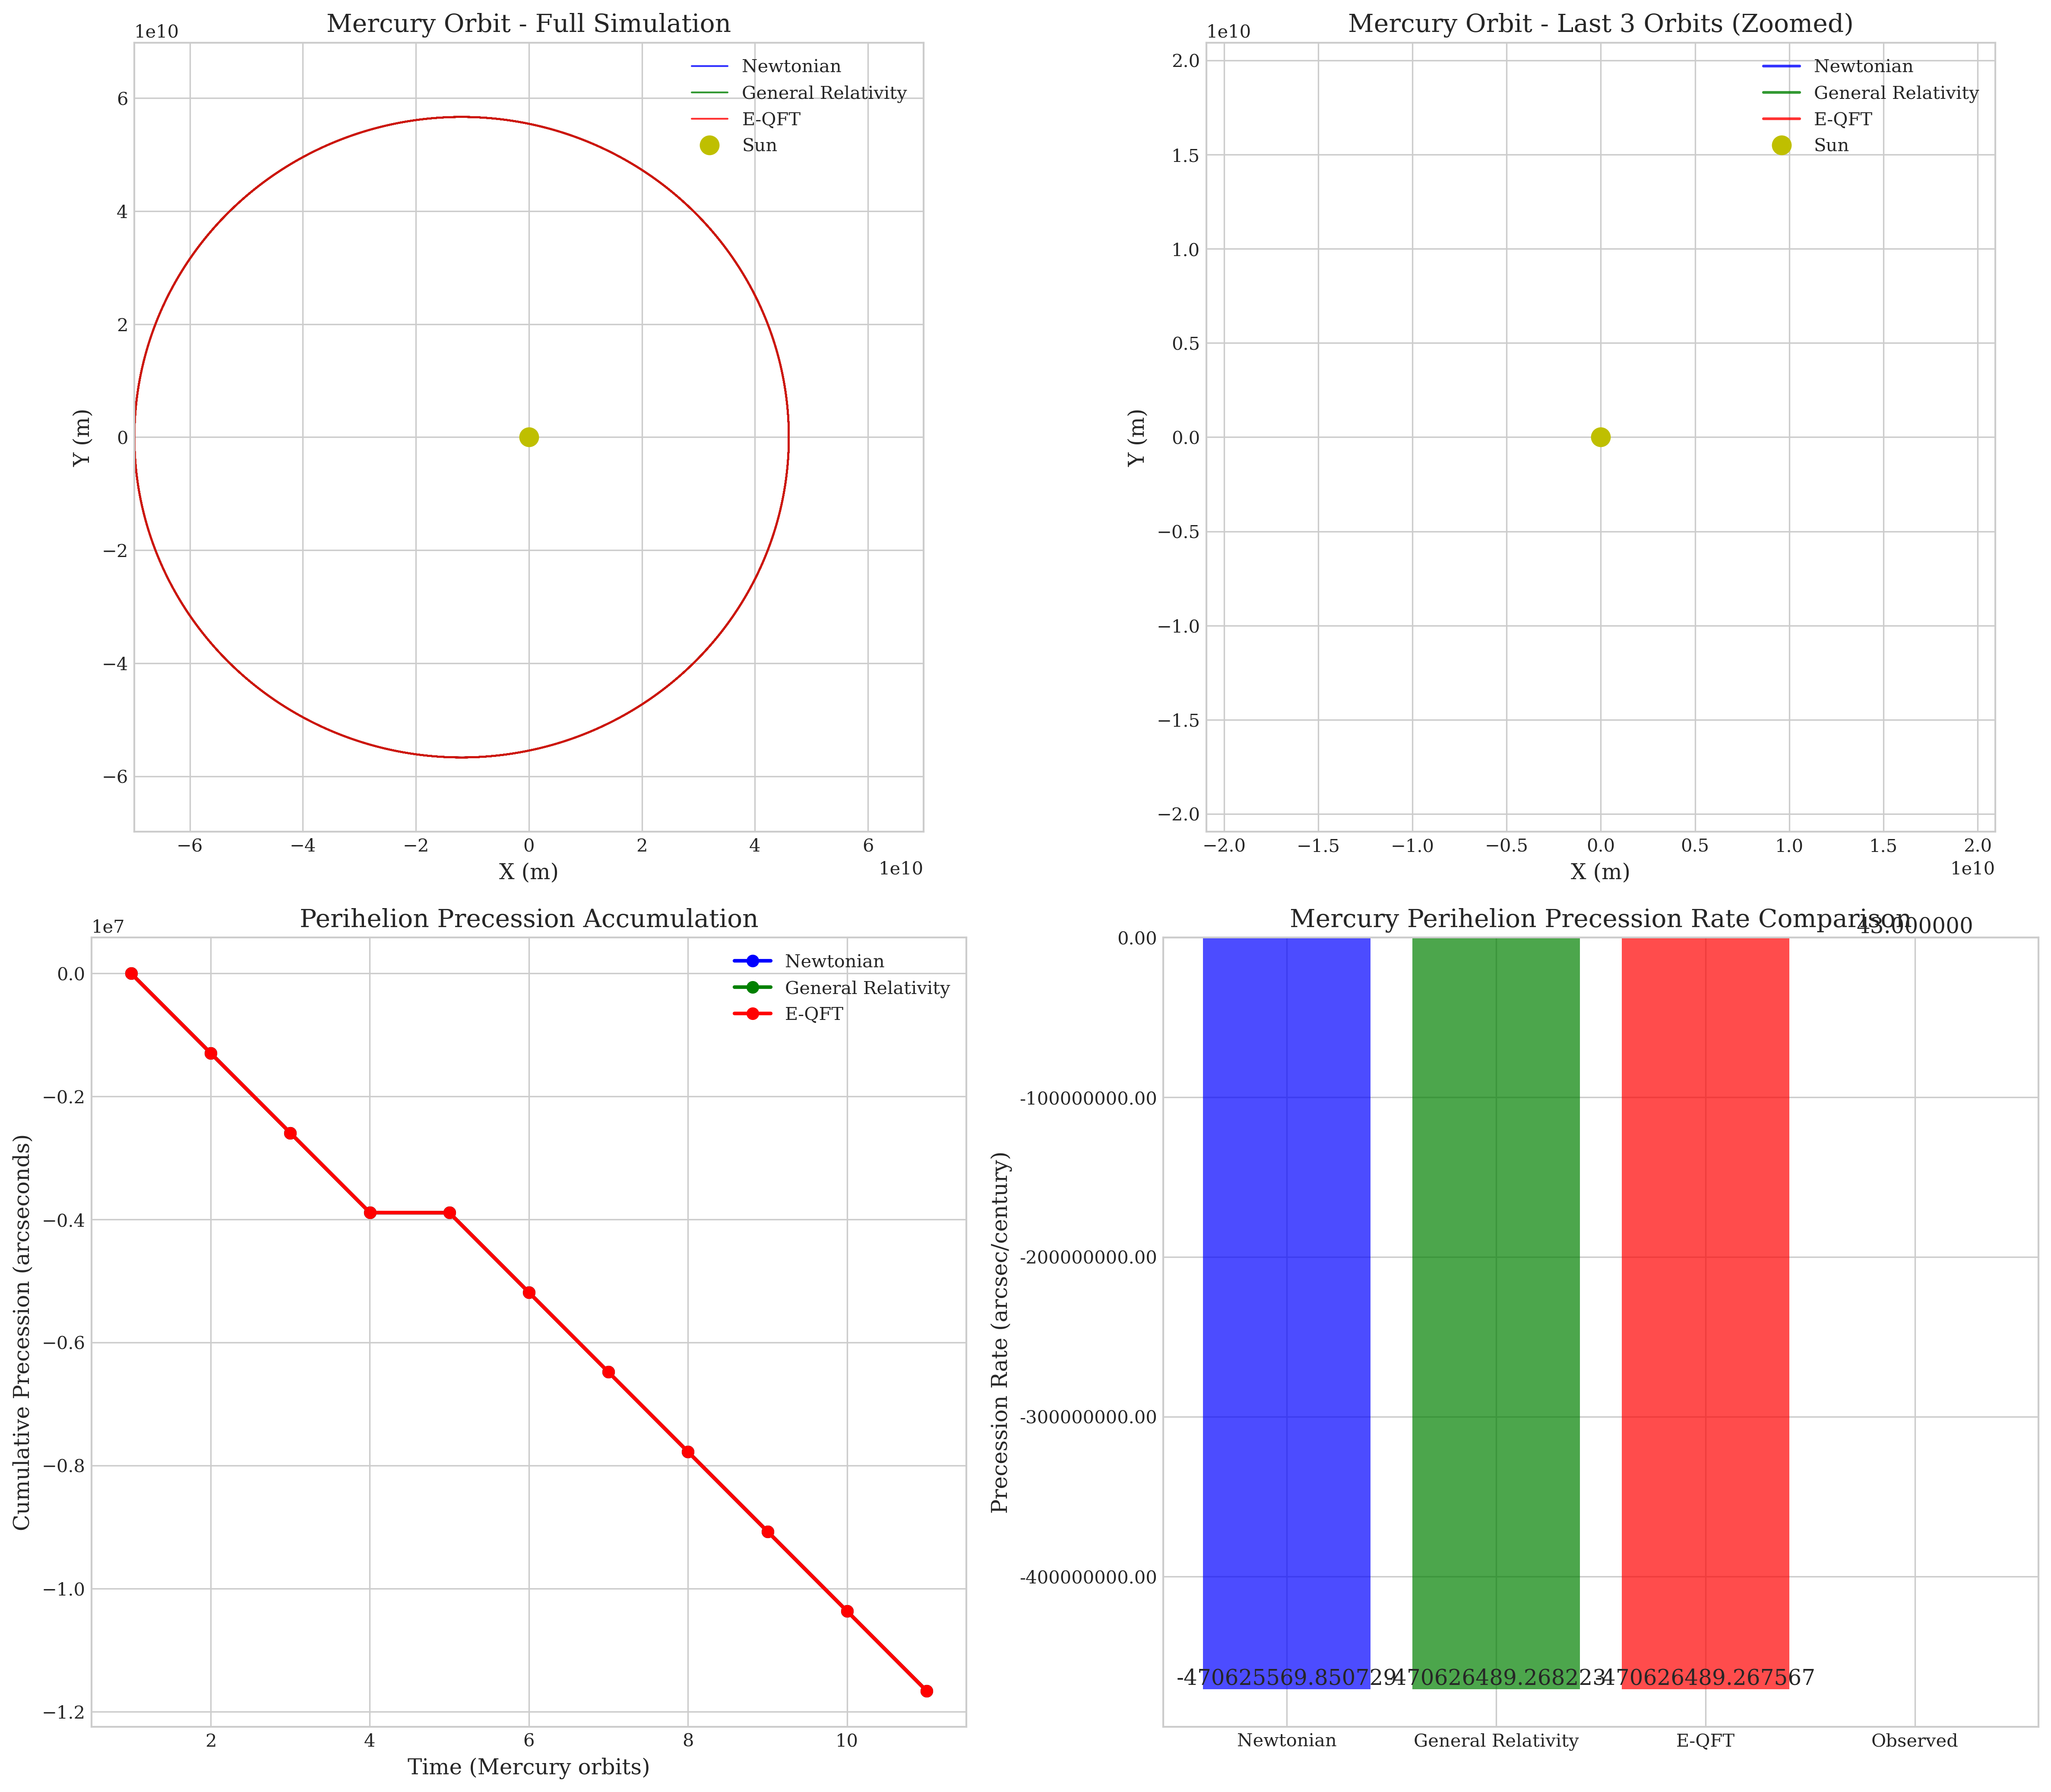 Mercury Orbit - Full Simulation
1e10
Newtonian
General Relativity
E-QFT
Sun
6
4
2
0
−2
−4
−6
Y (m)
−6 −4 −2 0 2 4 6
1e10
X (m)
Mercury Orbit - Last 3 Orbits (Zoomed)
1e10
Newtonian
General Relativity
E-QFT
Sun
2.0
1.5
1.0
0.5
0.0
−0.5
−1.0
−1.5
−2.0
Y (m)
−2.0 −1.5 −1.0 −0.5 0.0 0.5 1.0 1.5 2.0
1e10
X (m)
Perihelion Precession Accumulation
1e7
Newtonian
General Relativity
E-QFT
0.0
−0.2
−0.4
−0.6
−0.8
−1.0
−1.2
Cumulative Precession (arcseconds)
2 4 6 8 10
Time (Mercury orbits)
Mercury Perihelion Precession Rate Comparison
43.000000
0.00
-100000000.00
-200000000.00
-300000000.00
-400000000.00
Precession Rate (arcsec/century)
-470625569.850729 -470626489.268223 -470626489.267567
Newtonian General Relativity E-QFT Observed